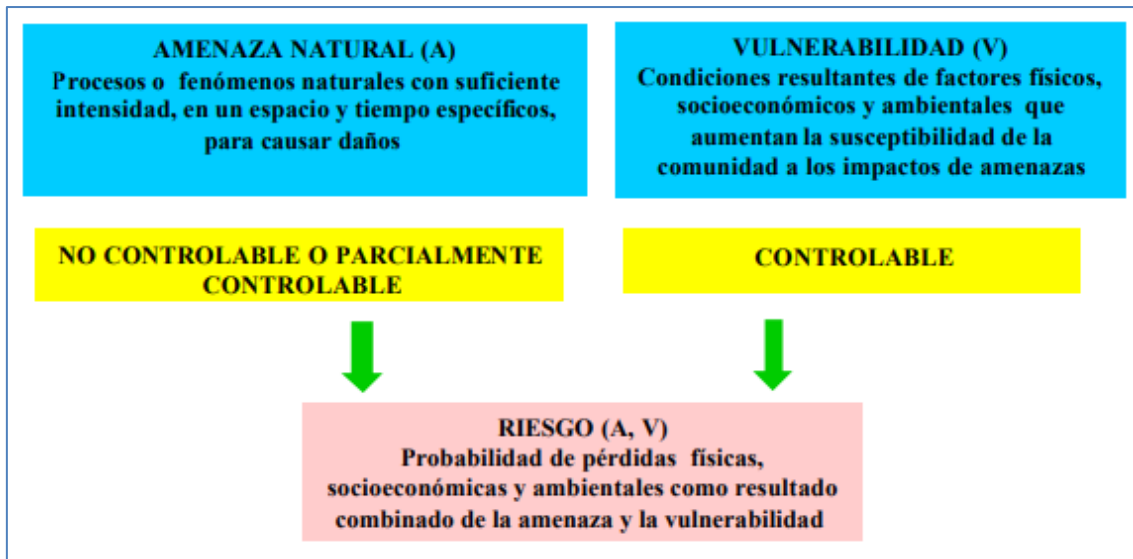 AMENAZA NATURAL (A)
Procesos o fenómenos naturales con suficiente
intensidad, en un espacio y tiempo específicos,
para causar daños
VULNERABILIDAD (V)
Condiciones resultantes de factores físicos,
socioeconómicos y ambientales que
aumentan la susceptibilidad de la
comunidad a los impactos de amenazas
NO CONTROLABLE O PARCIALMENTE
CONTROLABLE
CONTROLABLE
RIESGO (A, V)
Probabilidad de pérdidas físicas,
socioeconómicas y ambientales como resultado
combinado de la amenaza y la vulnerabilidad